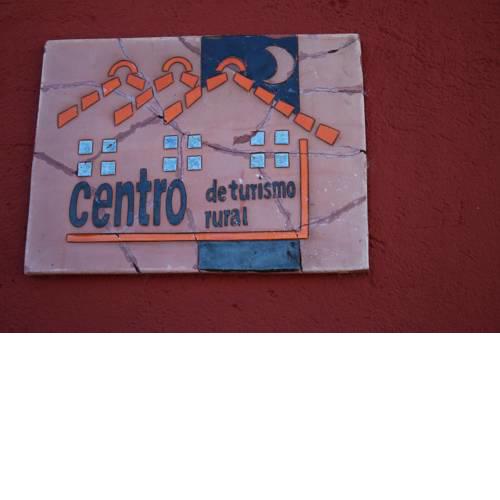 centro
de turismo
rural